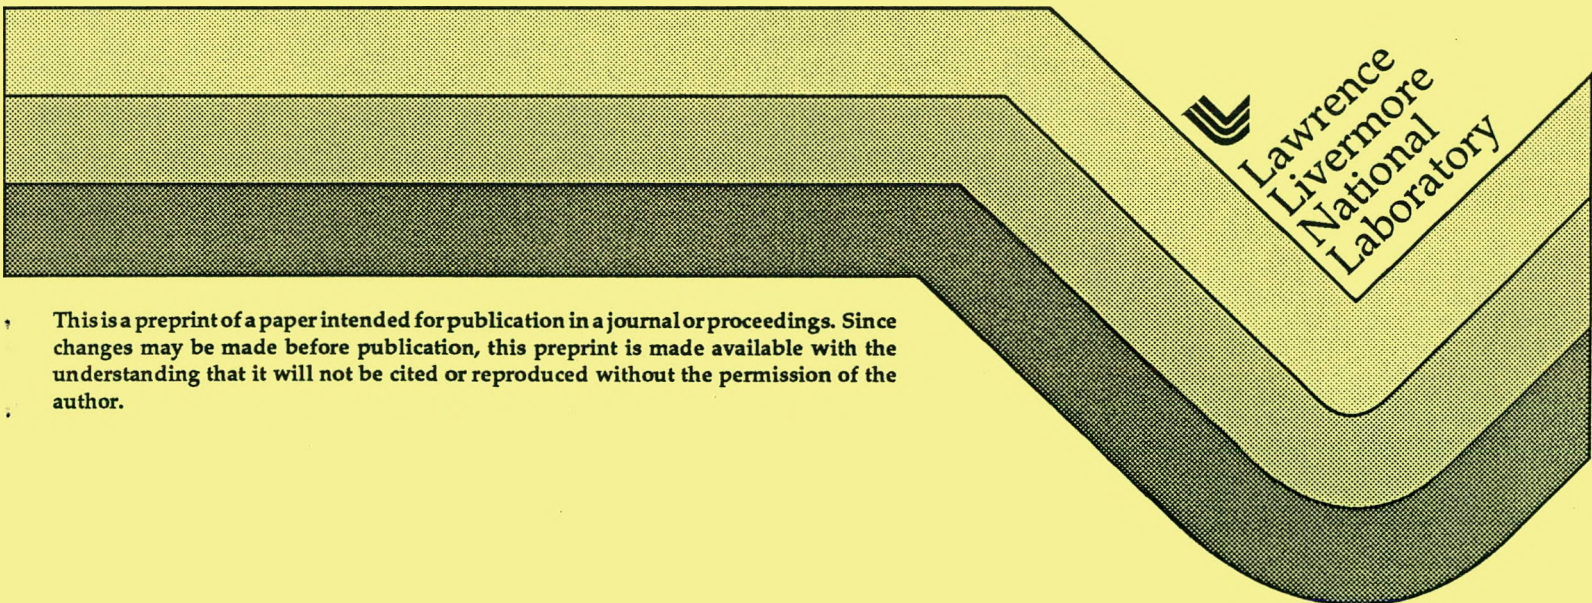 Lawrence
Livermore
National
Laboratory
This is a preprint of a paper intended for publication in a journal or proceedings. Since
changes may be made before publication, this preprint is made available with the
understanding that it will not be cited or reproduced without the permission of the
author.